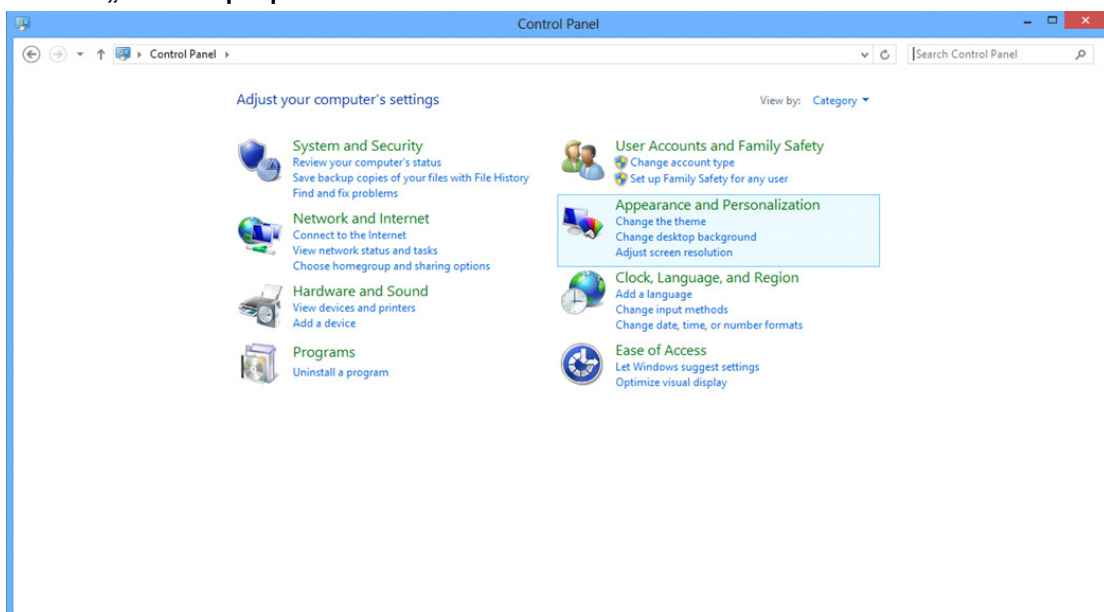 Control Panel
Control Panel
Search Control Panel
Adjust your computer's settings
View by: Category
System and Security
Review your computer's status
Save backup copies of your files with File History
Find and fix problems
Network and Internet
Connect to the Internet
View network status and tasks
Choose homegroup and sharing options
Hardware and Sound
View devices and printers
Add a device
Programs
Uninstall a program
User Accounts and Family Safety
Change account type
Set up Family Safety for any user
Appearance and Personalization
Change the theme
Change desktop background
Adjust screen resolution
Clock, Language, and Region
Add a language
Change input methods
Change date, time, or number formats
Ease of Access
Let Windows suggest settings
Optimize visual display